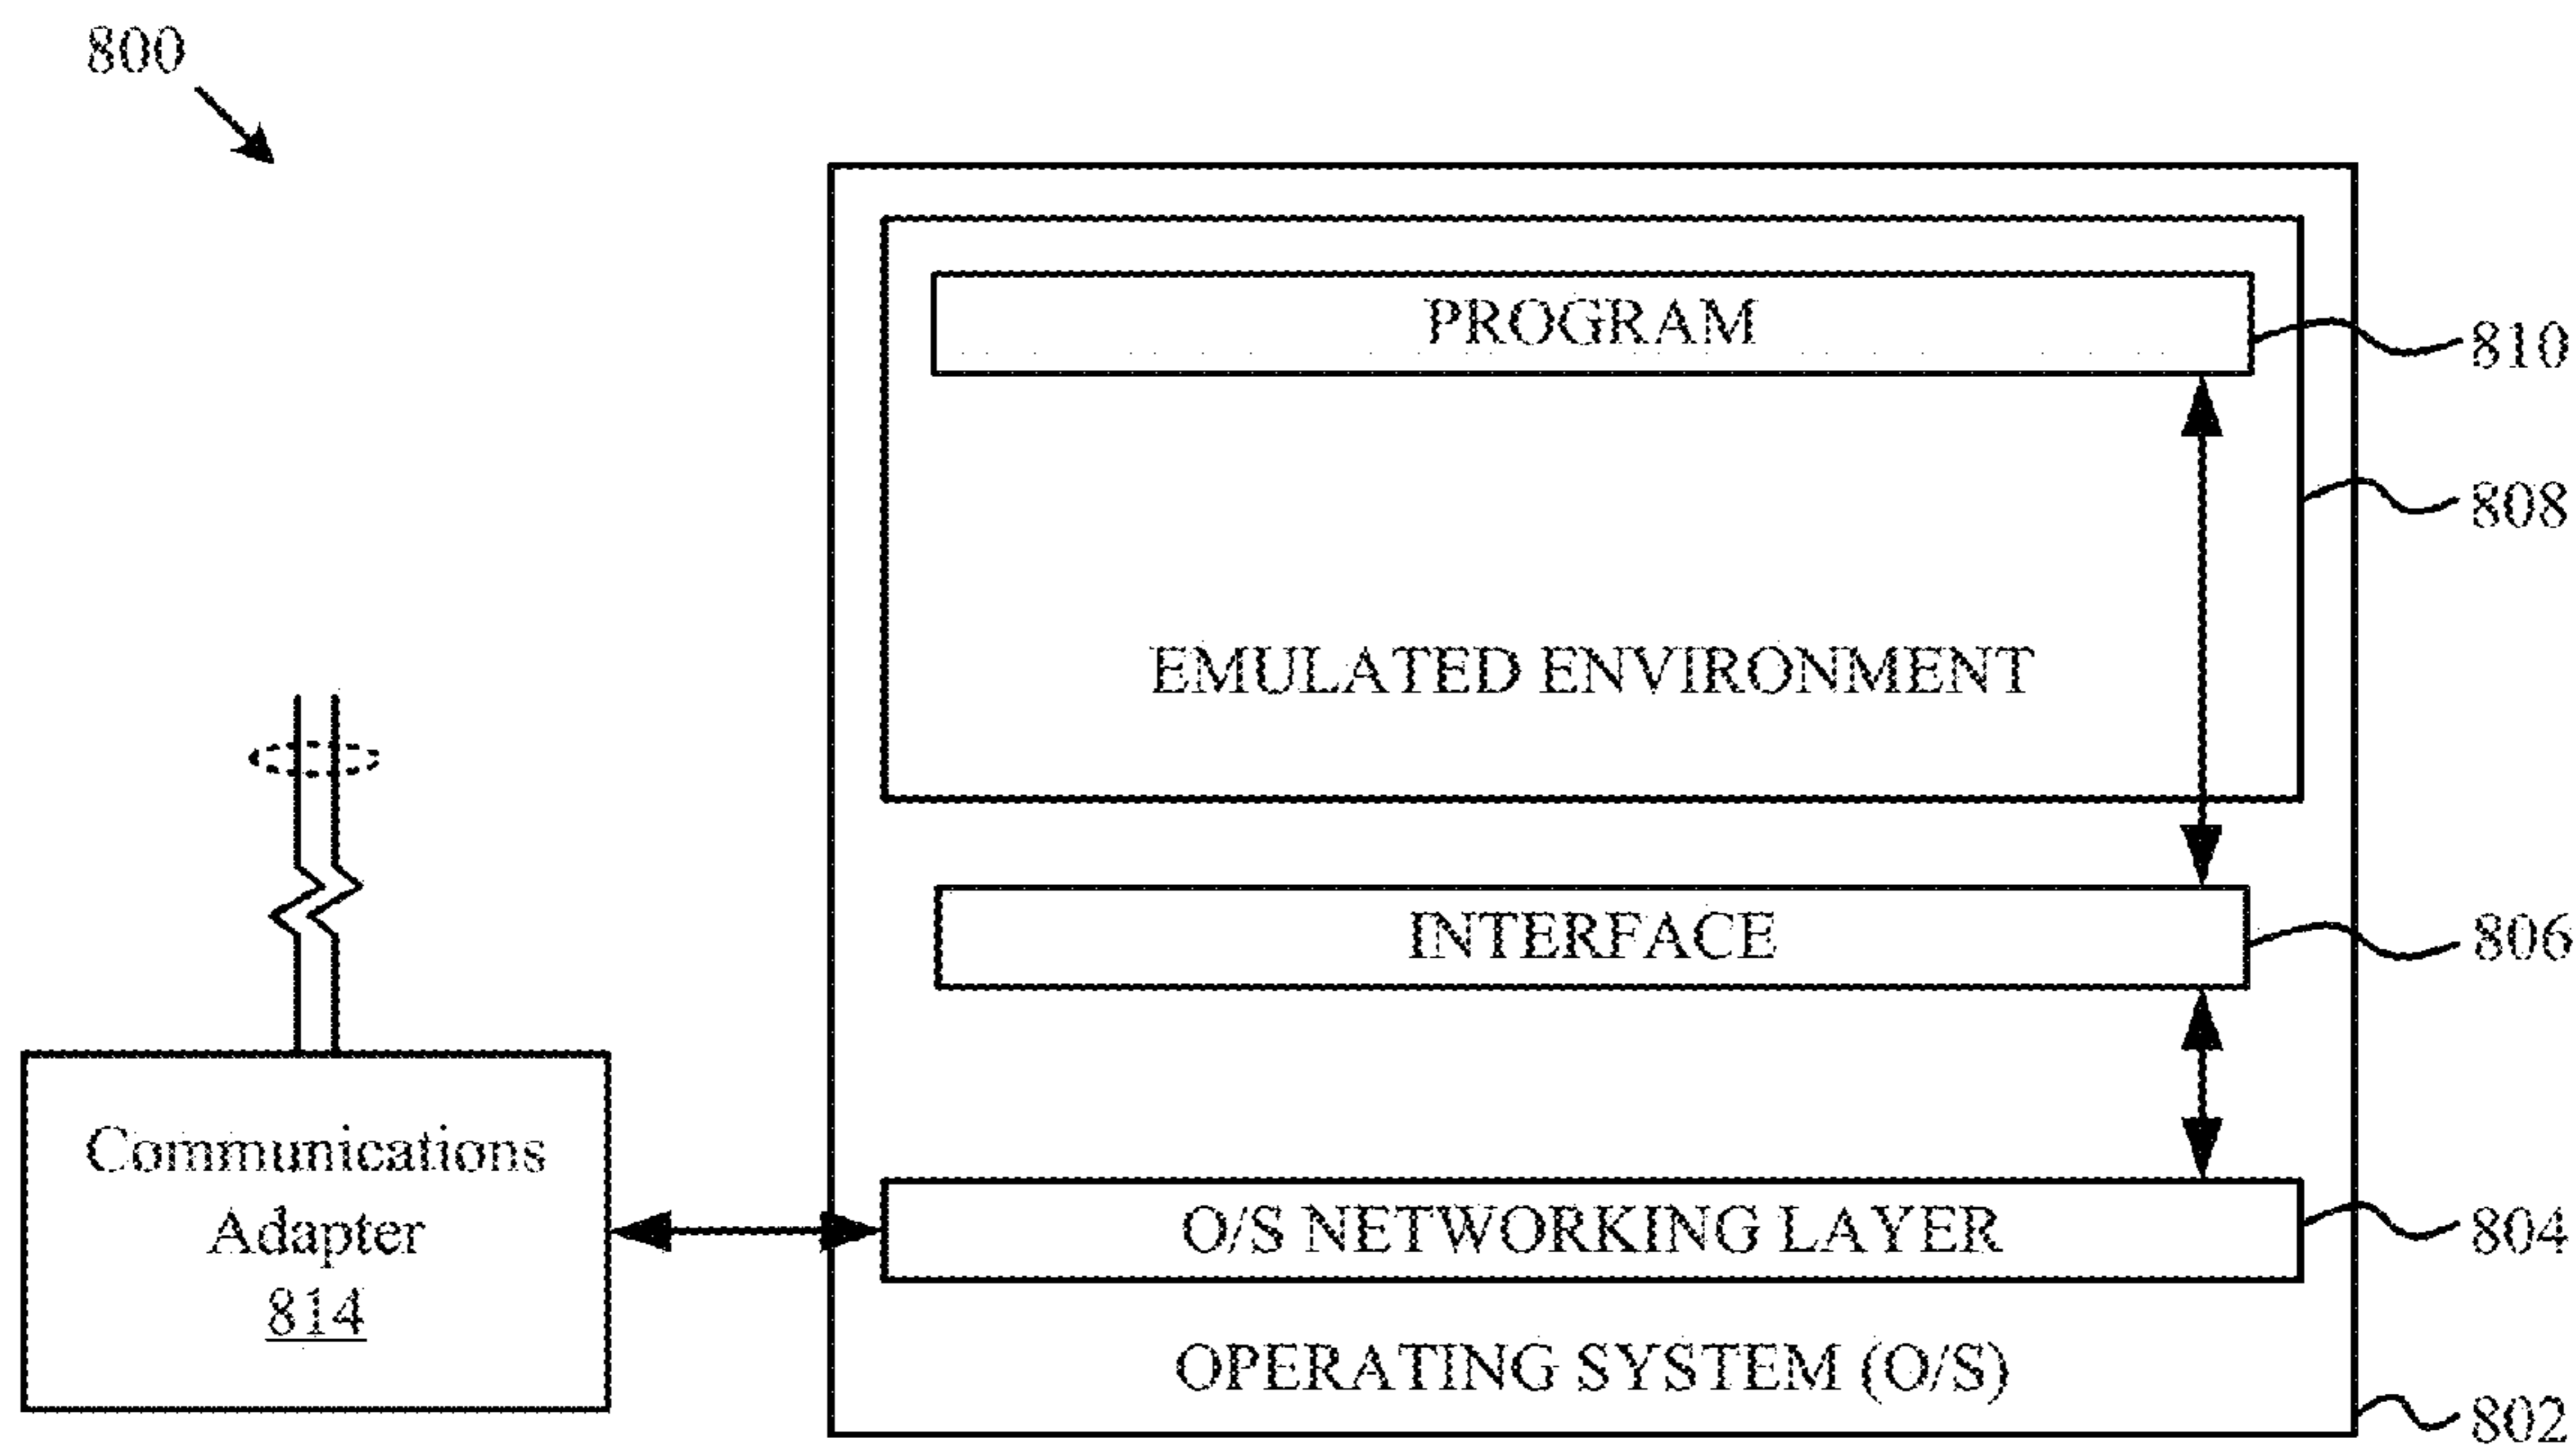 800
PROGRAM
810
808
EMULATED ENVIRONMENT
INTERFACE
806
Communications
Adapter
814
O/S NETWORKING LAYER
804
OPERATING SYSTEM (O/S)
802